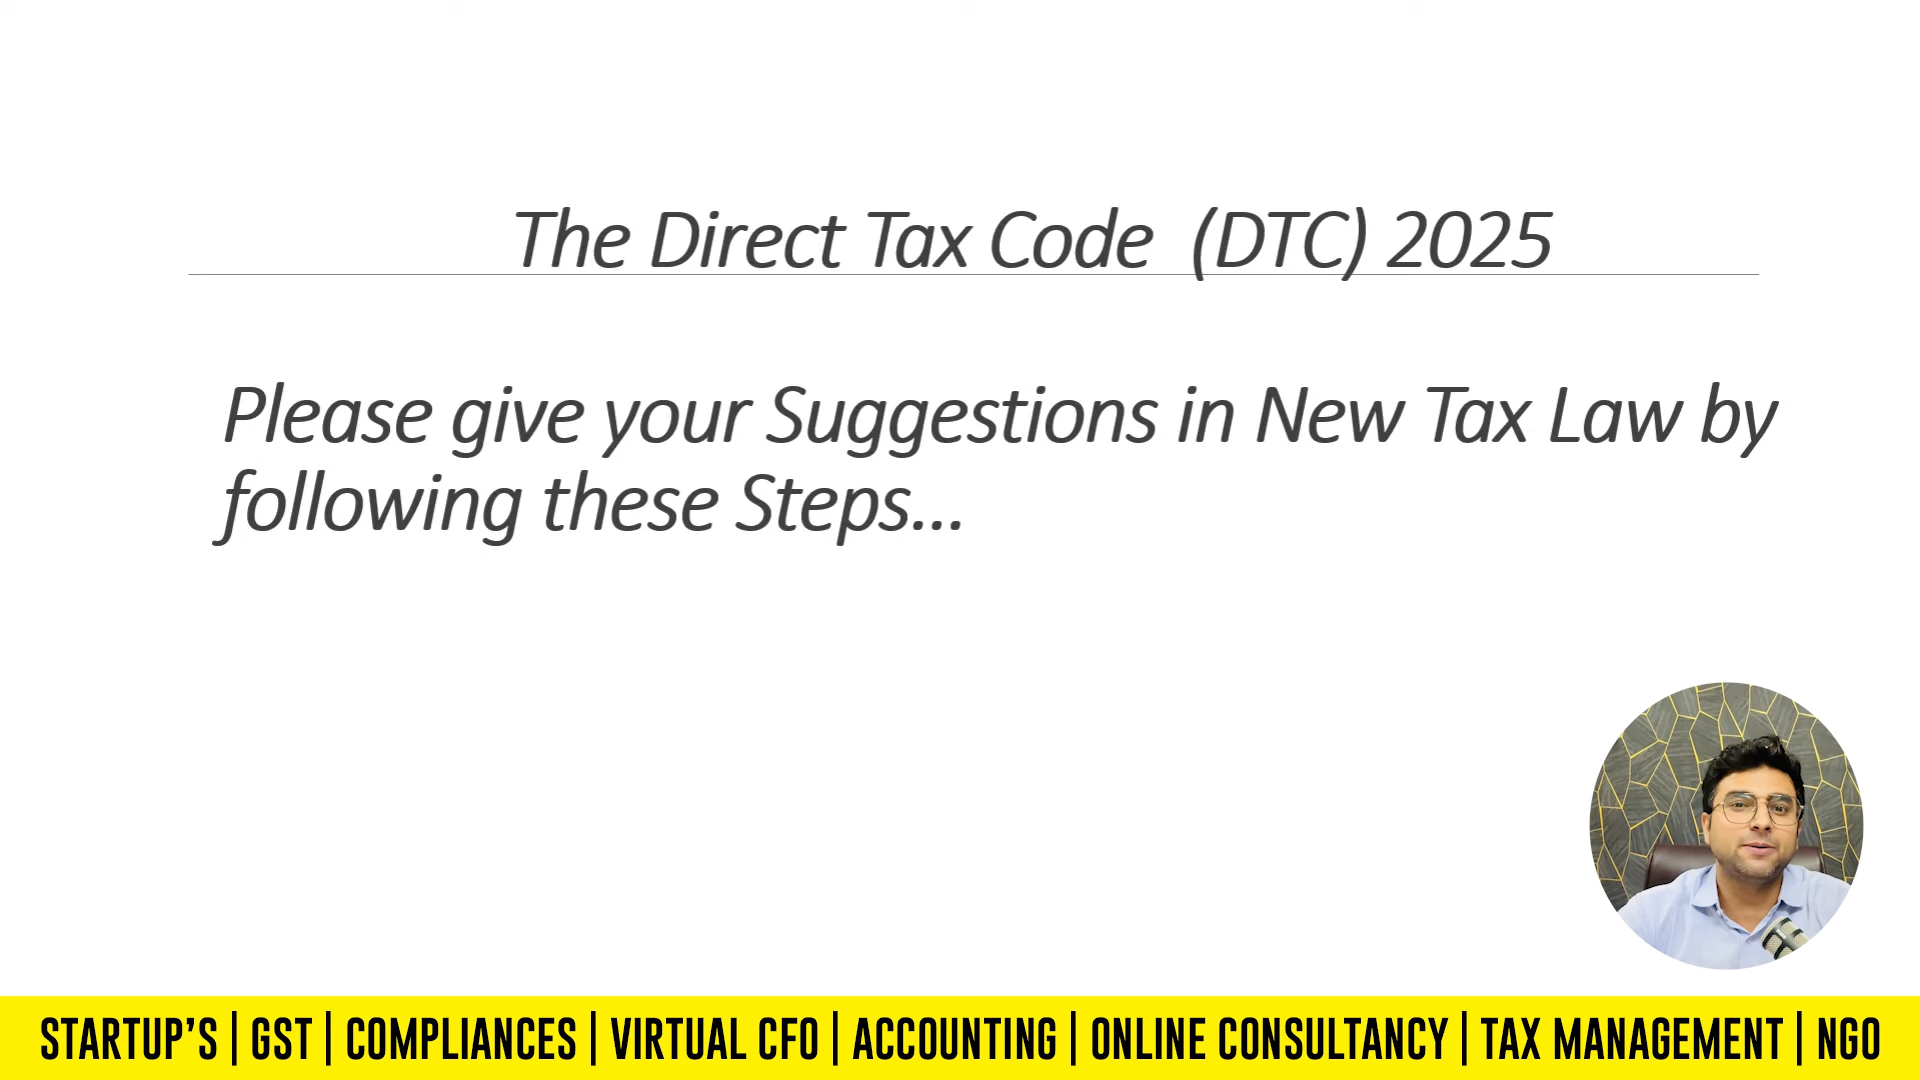 The Direct Tax Code  (DTC) 2025
Please give your Suggestions in New Tax Law by
following these Steps...
STARTUP'S | GST | COMPLIANCES | VIRTUAL CFO | ACCOUNTING | ONLINE CONSULTANCY | TAX MANAGEMENT | NGO